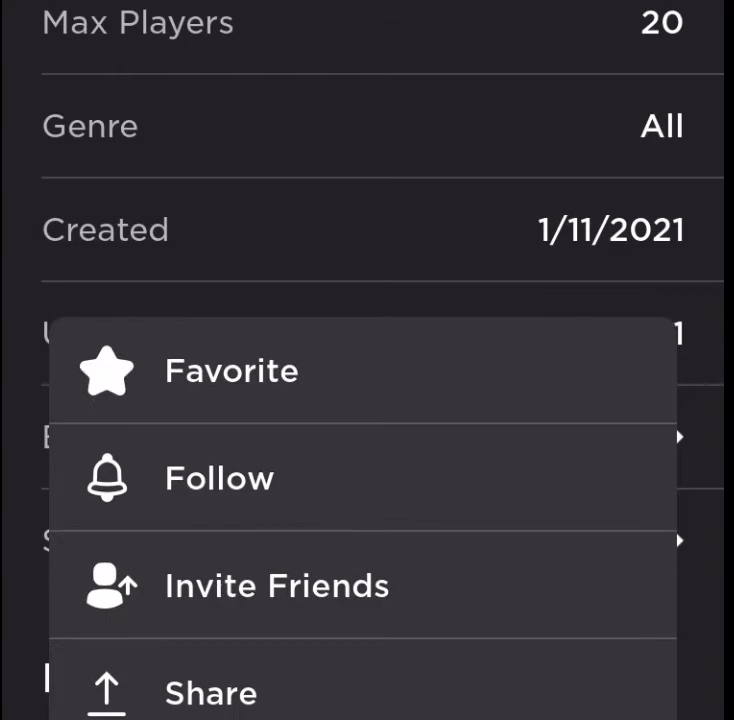 Max Players 20
Genre All
Created 1/11/2021
Favorite
Follow
Invite Friends
Share